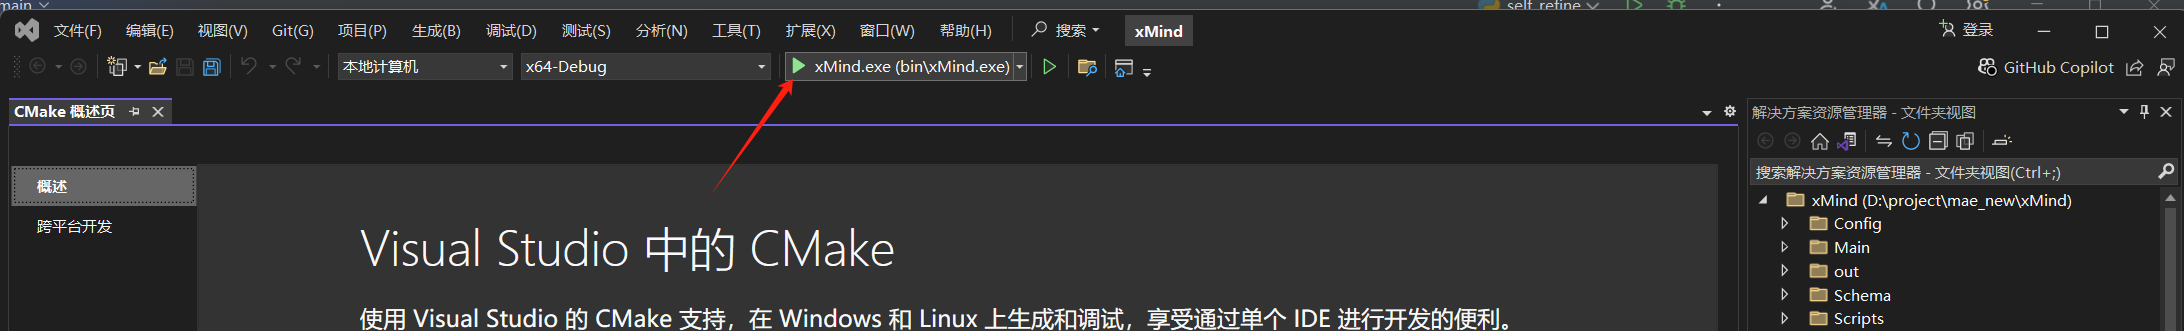 main
self_refine
文件(F) 编辑(E) 视图(V) Git(G) 项目(P) 生成(B) 调试(D) 测试(S) 分析(N) 工具(T) 扩展(X) 窗口(W) 帮助(H) 搜索 xMind 登录
本地计算机 x64-Debug xMind.exe (bin\xMind.exe) GitHub Copilot
CMake 概述页
解决方案资源管理器 - 文件夹视图
搜索解决方案资源管理器 - 文件夹视图(Ctrl+;)
概述
跨平台开发
Visual Studio 中的 CMake
使用 Visual Studio 的 CMake 支持，在 Windows 和 Linux 上生成和调试，享受通过单个 IDE 进行开发的便利。
xMind (D:\project\mae_new\xMind)
Config
Main
out
Schema
Scripts